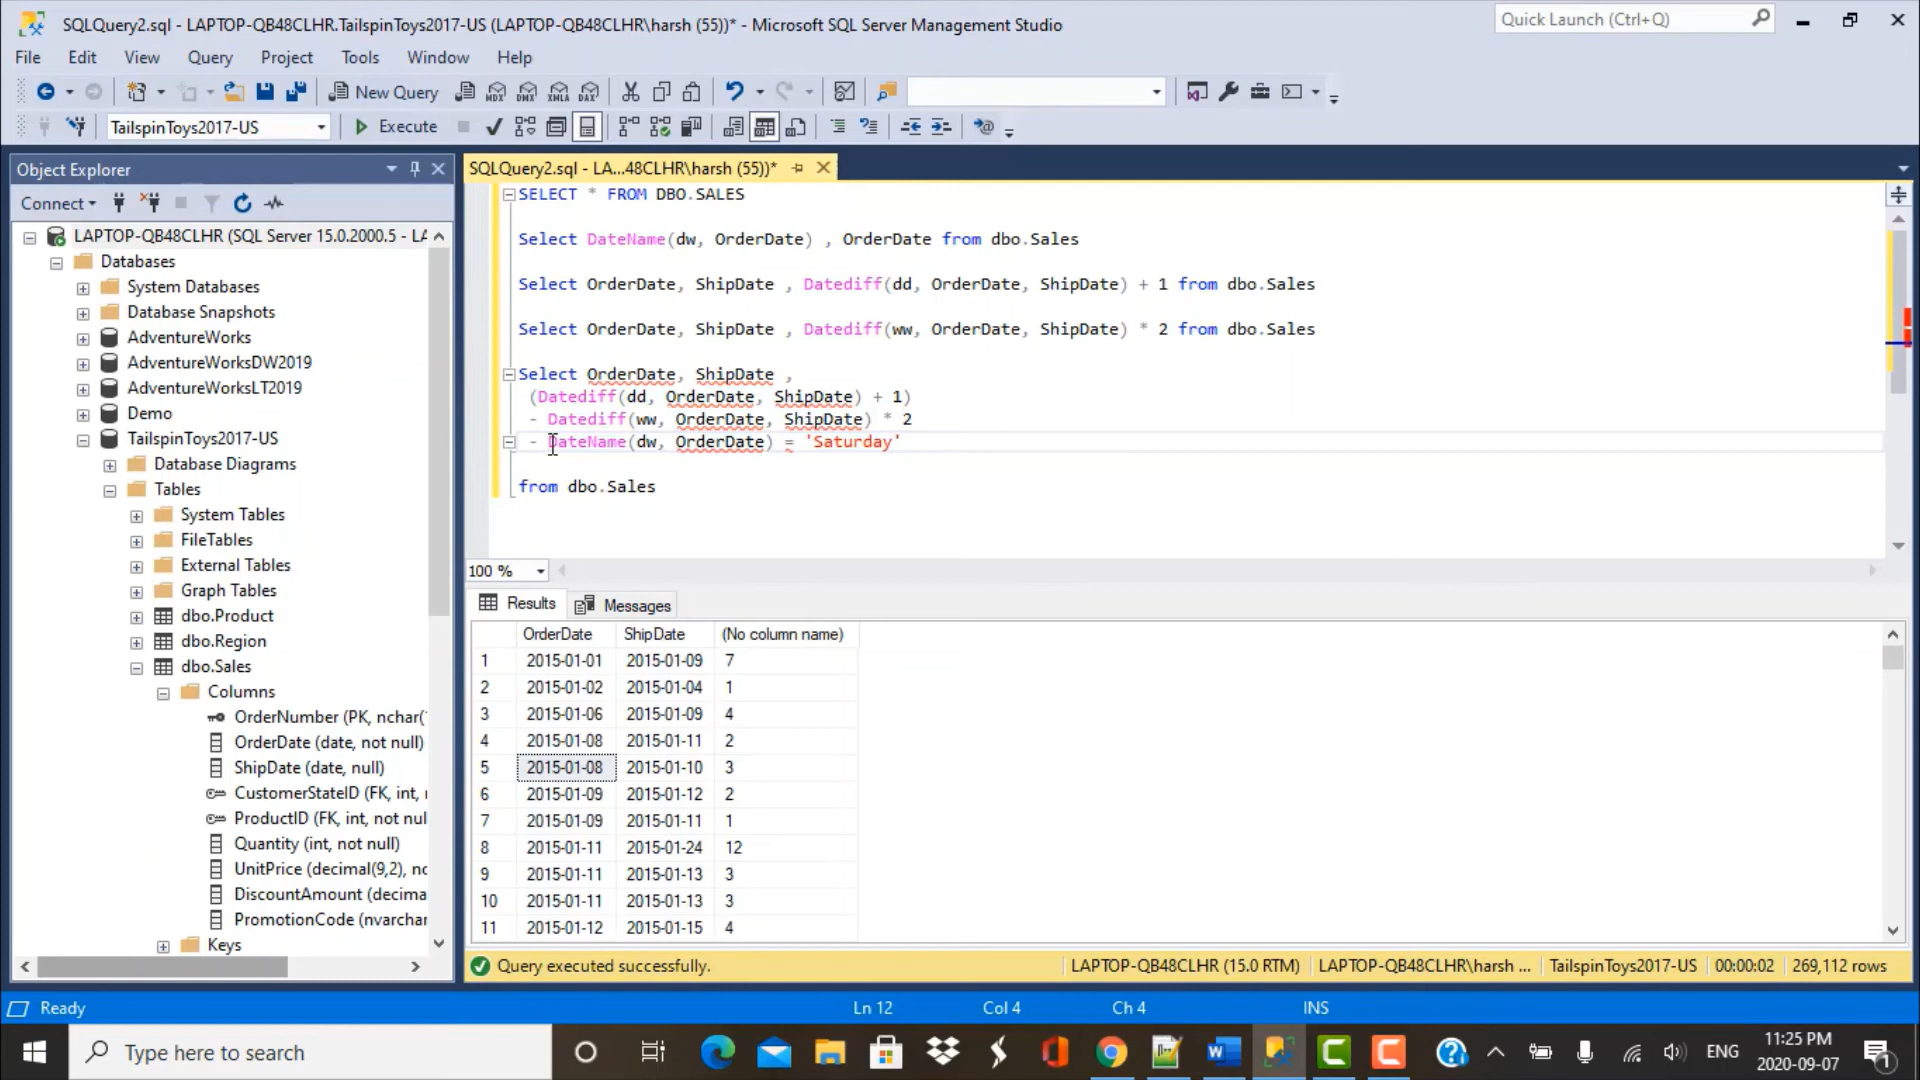 SQLQuery2.sql - LAPTOP-QB48CLHR.TailspinToys2017-US (LAPTOP-QB48CLHR\harsh (55))* - Microsoft SQL Server Management Studio
Quick Launch (Ctrl+Q)
File Edit View Query Project Tools Window Help
New Query
MDX DMX XMLA DAX
TailspinToys2017-US
Execute
Object Explorer
Connect
LAPTOP-QB48CLHR (SQL Server 15.0.2000.5 - LA
Databases
System Databases
Database Snapshots
AdventureWorks
AdventureWorksDW2019
AdventureWorksLT2019
Demo
TailspinToys2017-US
Database Diagrams
Tables
System Tables
FileTables
External Tables
Graph Tables
dbo.Product
dbo.Region
dbo.Sales
Columns
OrderNumber (PK, nchar(
OrderDate (date, not null)
ShipDate (date, null)
CustomerStateID (FK, int, r
ProductID (FK, int, not nul
Quantity (int, not null)
UnitPrice (decimal(9,2), nc
DiscountAmount (decima
PromotionCode (nvarchar
Keys
SQLQuery2.sql - LA...48CLHR\harsh (55))*
SELECT * FROM DBO.SALES
Select DateName(dw, OrderDate) , OrderDate from dbo.Sales
Select OrderDate, ShipDate , Datediff(dd, OrderDate, ShipDate) + 1 from dbo.Sales
Select OrderDate, ShipDate , Datediff(ww, OrderDate, ShipDate) * 2 from dbo.Sales
Select OrderDate, ShipDate ,
(Datediff(dd, OrderDate, ShipDate) + 1)
- Datediff(ww, OrderDate, ShipDate) * 2
- DateName(dw, OrderDate) = 'Saturday'
from dbo.Sales
100 %
Results Messages
OrderDate ShipDate (No column name)
1 2015-01-01 2015-01-09 7
2 2015-01-02 2015-01-04 1
3 2015-01-06 2015-01-09 4
4 2015-01-08 2015-01-11 2
5 2015-01-08 2015-01-10 3
6 2015-01-09 2015-01-12 2
7 2015-01-09 2015-01-11 1
8 2015-01-11 2015-01-24 12
9 2015-01-11 2015-01-13 3
10 2015-01-11 2015-01-13 3
11 2015-01-12 2015-01-15 4
Query executed successfully. LAPTOP-QB48CLHR (15.0 RTM) LAPTOP-QB48CLHR\harsh ... TailspinToys2017-US 00:00:02 269,112 rows
Ready Ln 12 Col 4 Ch 4 INS
Type here to search
ENG
11:25 PM
2020-09-07
1